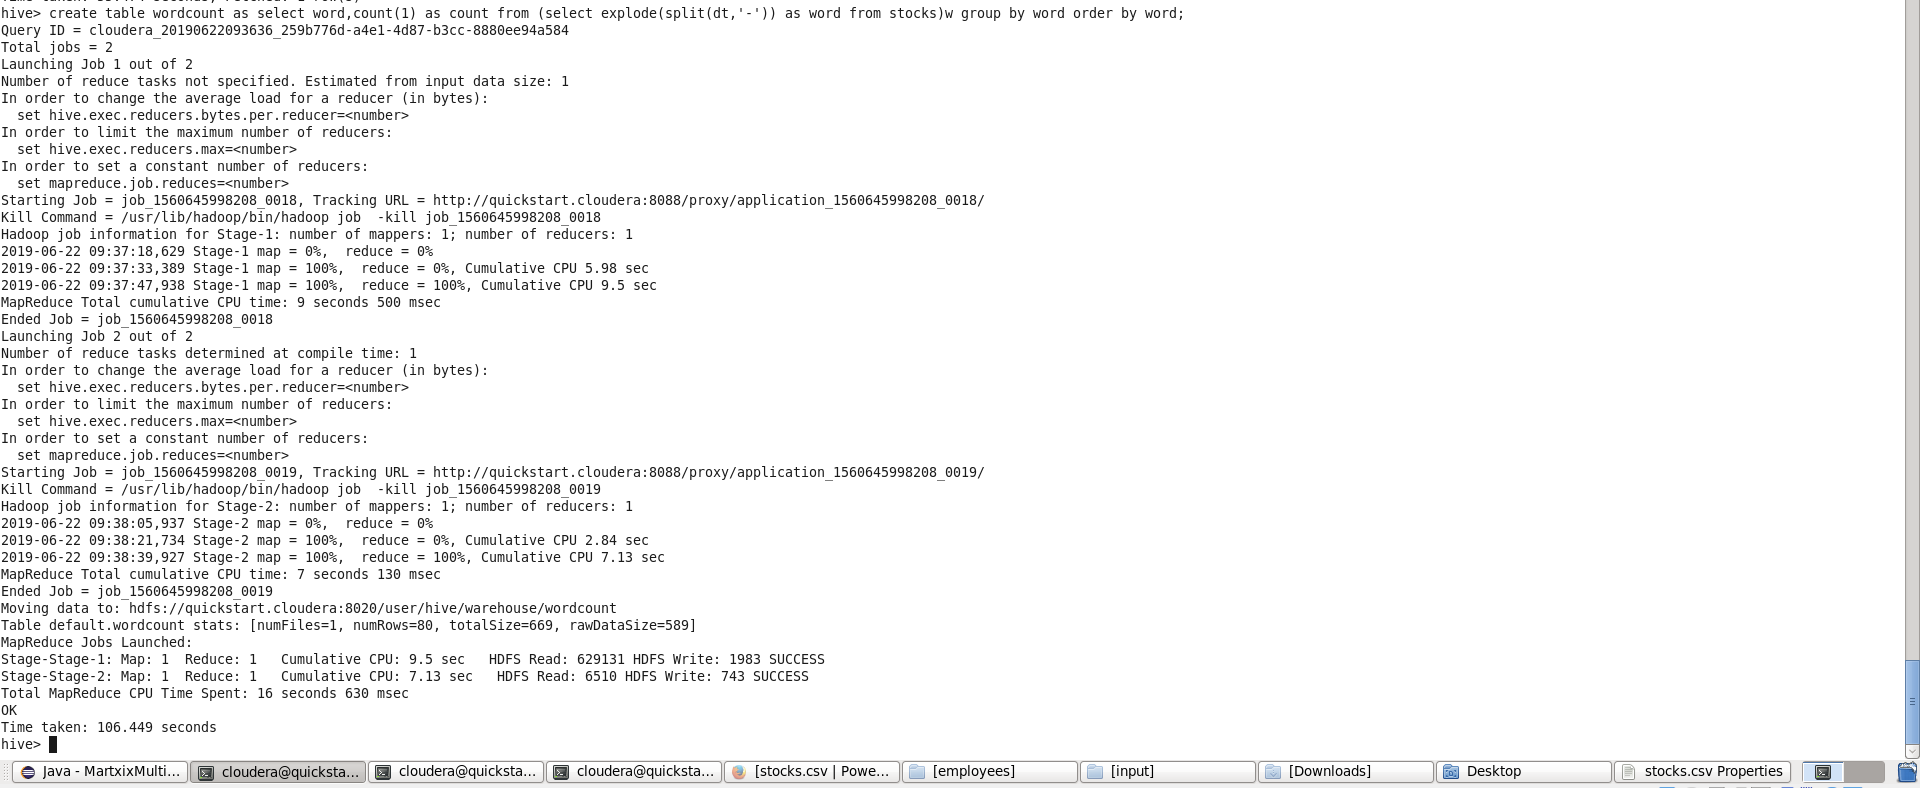 hive> create table wordcount as select word,count(1) as count from (select explode(split(dt,'-')) as word from stocks)w group by word order by word;
Query ID = cloudera_20190622093636_259b776d-a4e1-4d87-b3cc-8880ee94a584
Total jobs = 2
Launching Job 1 out of 2
Number of reduce tasks not specified. Estimated from input data size: 1
In order to change the average load for a reducer (in bytes):
  set hive.exec.reducers.bytes.per.reducer=<number>
In order to limit the maximum number of reducers:
  set hive.exec.reducers.max=<number>
In order to set a constant number of reducers:
  set mapreduce.job.reduces=<number>
Starting Job = job_1560645998208_0018, Tracking URL = http://quickstart.cloudera:8088/proxy/application_1560645998208_0018/
Kill Command = /usr/lib/hadoop/bin/hadoop job  -kill job_1560645998208_0018
Hadoop job information for Stage-1: number of mappers: 1; number of reducers: 1
2019-06-22 09:37:18,629 Stage-1 map = 0%,  reduce = 0%
2019-06-22 09:37:33,389 Stage-1 map = 100%,  reduce = 0%, Cumulative CPU 5.98 sec
2019-06-22 09:37:47,938 Stage-1 map = 100%,  reduce = 100%, Cumulative CPU 9.5 sec
MapReduce Total cumulative CPU time: 9 seconds 500 msec
Ended Job = job_1560645998208_0018
Launching Job 2 out of 2
Number of reduce tasks determined at compile time: 1
In order to change the average load for a reducer (in bytes):
  set hive.exec.reducers.bytes.per.reducer=<number>
In order to limit the maximum number of reducers:
  set hive.exec.reducers.max=<number>
In order to set a constant number of reducers:
  set mapreduce.job.reduces=<number>
Starting Job = job_1560645998208_0019, Tracking URL = http://quickstart.cloudera:8088/proxy/application_1560645998208_0019/
Kill Command = /usr/lib/hadoop/bin/hadoop job  -kill job_1560645998208_0019
Hadoop job information for Stage-2: number of mappers: 1; number of reducers: 1
2019-06-22 09:38:05,937 Stage-2 map = 0%,  reduce = 0%
2019-06-22 09:38:21,734 Stage-2 map = 100%,  reduce = 0%, Cumulative CPU 2.84 sec
2019-06-22 09:38:39,927 Stage-2 map = 100%,  reduce = 100%, Cumulative CPU 7.13 sec
MapReduce Total cumulative CPU time: 7 seconds 130 msec
Ended Job = job_1560645998208_0019
Moving data to: hdfs://quickstart.cloudera:8020/user/hive/warehouse/wordcount
Table default.wordcount stats: [numFiles=1, numRows=80, totalSize=669, rawDataSize=589]
MapReduce Jobs Launched:
Stage-Stage-1: Map: 1  Reduce: 1   Cumulative CPU: 9.5 sec   HDFS Read: 629131 HDFS Write: 1983 SUCCESS
Stage-Stage-2: Map: 1  Reduce: 1   Cumulative CPU: 7.13 sec   HDFS Read: 6510 HDFS Write: 743 SUCCESS
Total MapReduce CPU Time Spent: 16 seconds 630 msec
OK
Time taken: 106.449 seconds
hive>
Java - MartxixMulti... cloudera@quicksta... cloudera@quicksta... cloudera@quicksta... [stocks.csv | Powe... [employees] [input] [Downloads] Desktop stocks.csv Properties